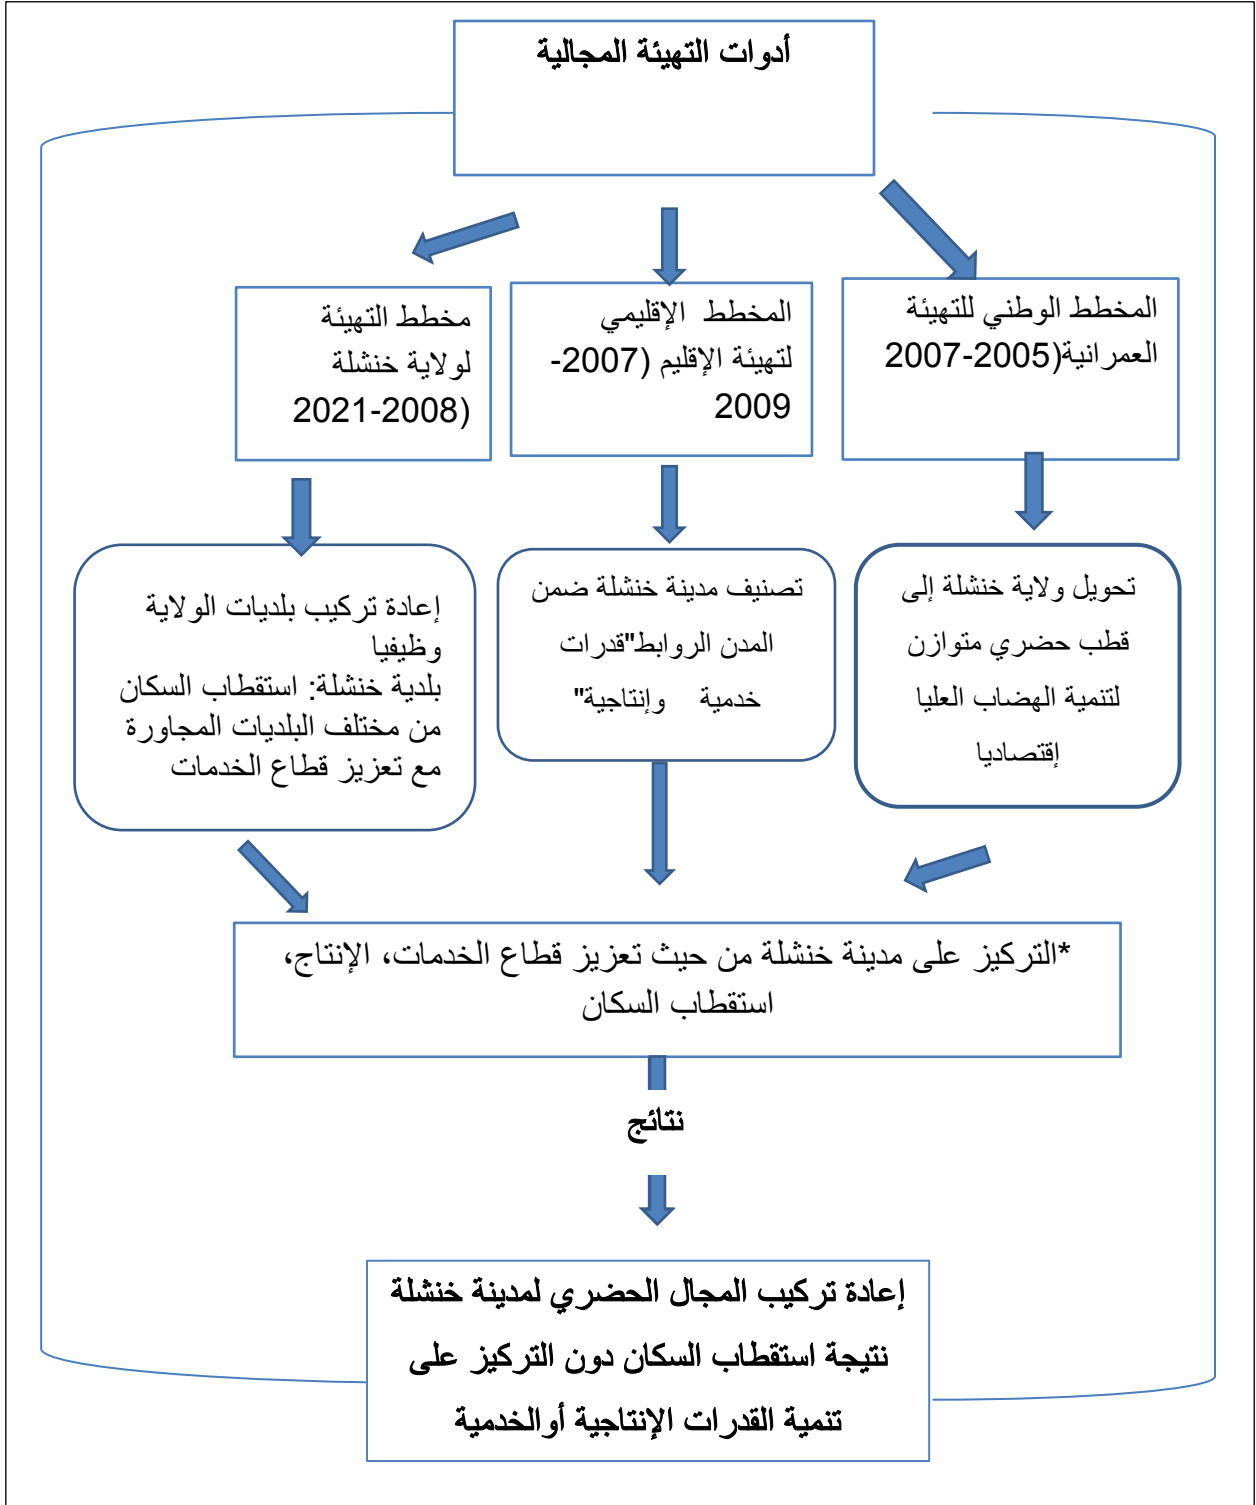 أدوات التهيئة المجالية
المخطط الوطني للتهيئة
العمرانية(2005-2007
المخطط الإقليمي
لتهيئة الإقليم (2007-
2009
مخطط التهيئة
لولاية خنشلة
(2008-2021
تحويل ولاية خنشلة إلى
قطب حضري متوازن
لتنمية الهضاب العليا
إقتصاديا
تصنيف مدينة خنشلة ضمن
المدن الروابط"قدرات
خدمية وإنتاجية"
إعادة تركيب بلديات الولاية
وظيفيا
بلدية خنشلة: استقطاب السكان
من مختلف البلديات المجاورة
مع تعزيز قطاع الخدمات
*التركيز على مدينة خنشلة من حيث تعزيز قطاع الخدمات، الإنتاج،
استقطاب السكان
نتائج
إعادة تركيب المجال الحضري لمدينة خنشلة
نتيجة استقطاب السكان دون التركيز على
تنمية القدرات الإنتاجية أوالخدمية